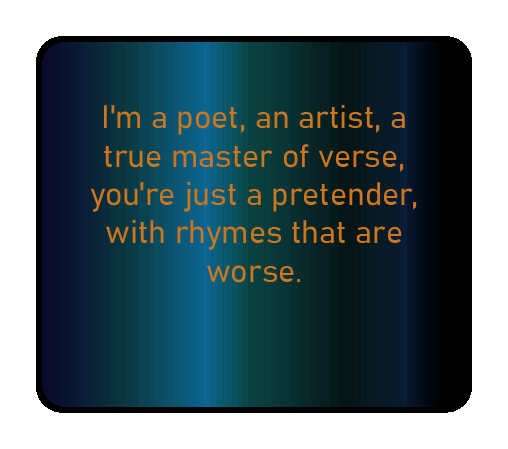 I'm a poet, an artist, a
true master of verse,
you're just a pretender,
with rhymes that are
worse.